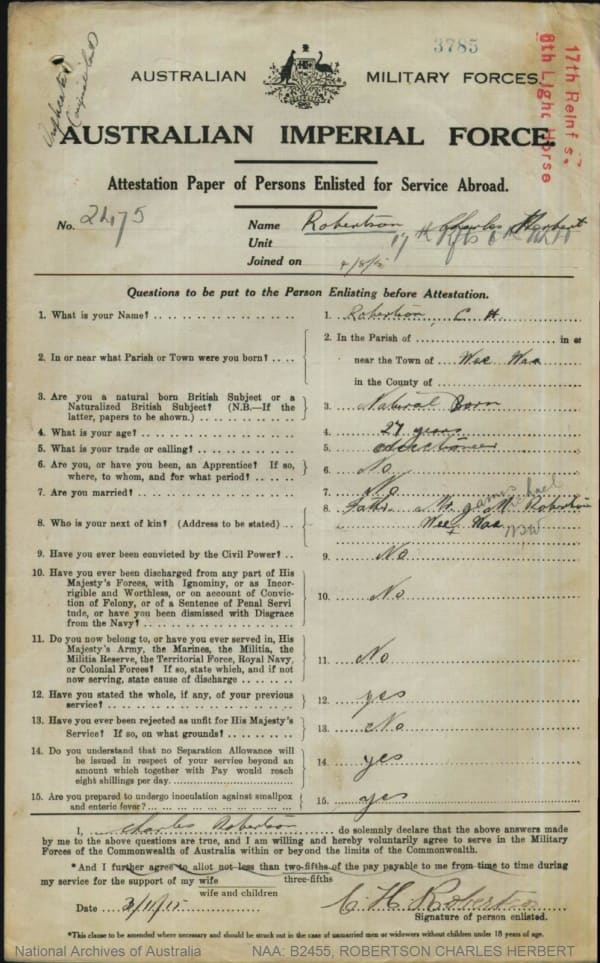 3785
17th Reinf s.
6th Light Horse
Duplicated
Original lost
AUSTRALIAN MILITARY FORCES.
AUSTRALIAN IMPERIAL FORCE.
Attestation Paper of Persons Enlisted for Service Abroad.
No. 2475 Name Robertson Charles Herbert
Unit 17th Rfts 6th
Joined on 4/8/15
Questions to be put to the Person Enlisting before Attestation.
1. What is your Name? 1. Robertson, C H.
2. In or near what Parish or Town were you born? 2. In the Parish of in or
near the Town of Wee Waa
in the County of
3. Are you a natural born British Subject or a
Naturalized British Subject? (N.B.—If the
latter, papers to be shown.) 3. Natural Born
4. What is your age? 4. 27 years
5. What is your trade or calling? 5.
6. Are you, or have you been, an Apprentice? If so,
where, to whom, and for what period? 6. No
7. Are you married? 7. No
8. Who is your next of kin? (Address to be stated) 8. Father Mr James Michael M. Robertson
Wee Waa NSW
9. Have you ever been convicted by the Civil Power? 9. No
10. Have you ever been discharged from any part of His
Majesty's Forces, with Ignominy, or as Incor-
rigible and Worthless, or on account of Convic-
tion of Felony, or of a Sentence of Penal Servi
tude, or have you been Dismissed with Disgrace
from the Navy? 10. No
11. Do you now belong to, or have you ever served in, His
Majesty's Army, the Marines, the Militia, the
Militia Reserve, the Territorial Force, Royal Navy,
or Colonial Forces? If so, state which, and if not
now serving, state cause of discharge 11. No
12. Have you stated the whole, if any, of your previous
service? 12. yes
13. Have you ever been rejected as unfit for His Majesty's
Service? If so, on what grounds? 13. No
14. Do you understand that no Separation Allowance will
be issued in respect of your service beyond an
amount which together with Pay would reach
eight shillings per day. 14. yes
15. Are you prepared to undergo inoculation against smallpox
and enteric fever? 15. yes
I, Charles Robertson do solemnly declare that the above answers made
by me to the above questions are true, and I am willing and hereby voluntarily agree to serve in the Military
Forces of the Commonwealth of Australia within or beyond the limits of the Commonwealth.
*And I further agree to allot not less than two-fifths of the pay payable to me from time to time during
three-fifths
my service for the support of my wife
wife and children
Date 3/11/15 C H Robertson
Signature of person enlisted.
*This clause to be amended where necessary and should be struck out in the case of unmarried men or widowers without children under 18 years of age.
National Archives of Australia NAA: B2455, ROBERTSON CHARLES HERBERT